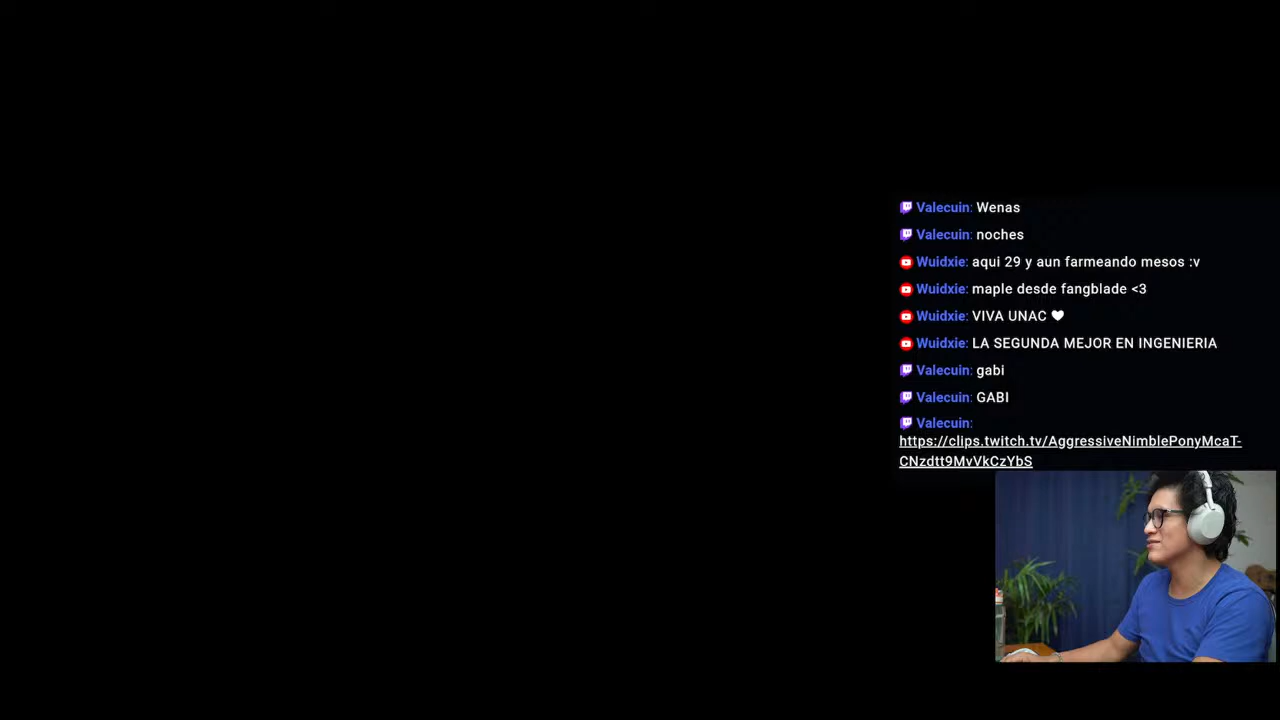 Valecuin: Wenas
Valecuin: noches
Wuidxie: aqui 29 y aun farmeando mesos :v
Wuidxie: maple desde fangblade <3
Wuidxie: VIVA UNAC 🤍
Wuidxie: LA SEGUNDA MEJOR EN INGENIERIA
Valecuin: gabi
Valecuin: GABI
Valecuin:
https://clips.twitch.tv/AggressiveNimblePonyMcaT-
CNzdtt9MvVkCzYbS